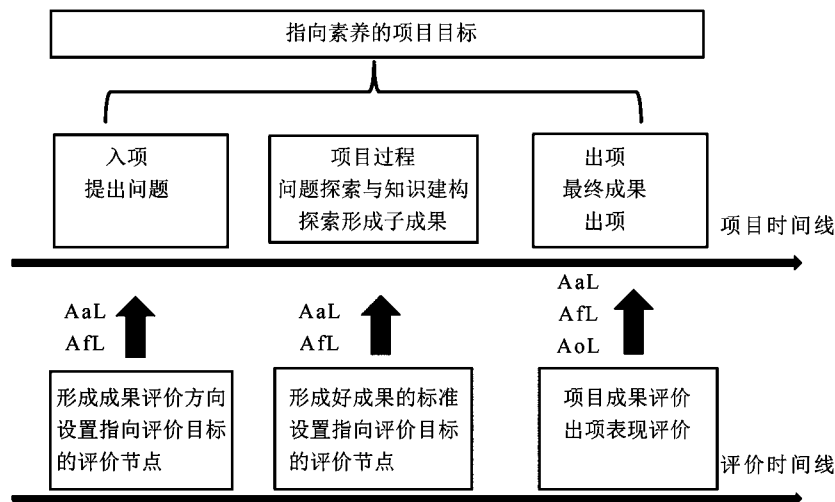 指向素养的项目目标
入项
提出问题
项目过程
问题探索与知识建构
探索形成子成果
出项
最终成果
出项
项目时间线
AaL
AfL
AaL
AfL
AaL
AfL
AoL
形成成果评价方向
设置指向评价目标
的评价节点
形成好成果的标准
设置指向评价目标
的评价节点
项目成果评价
出项表现评价
评价时间线